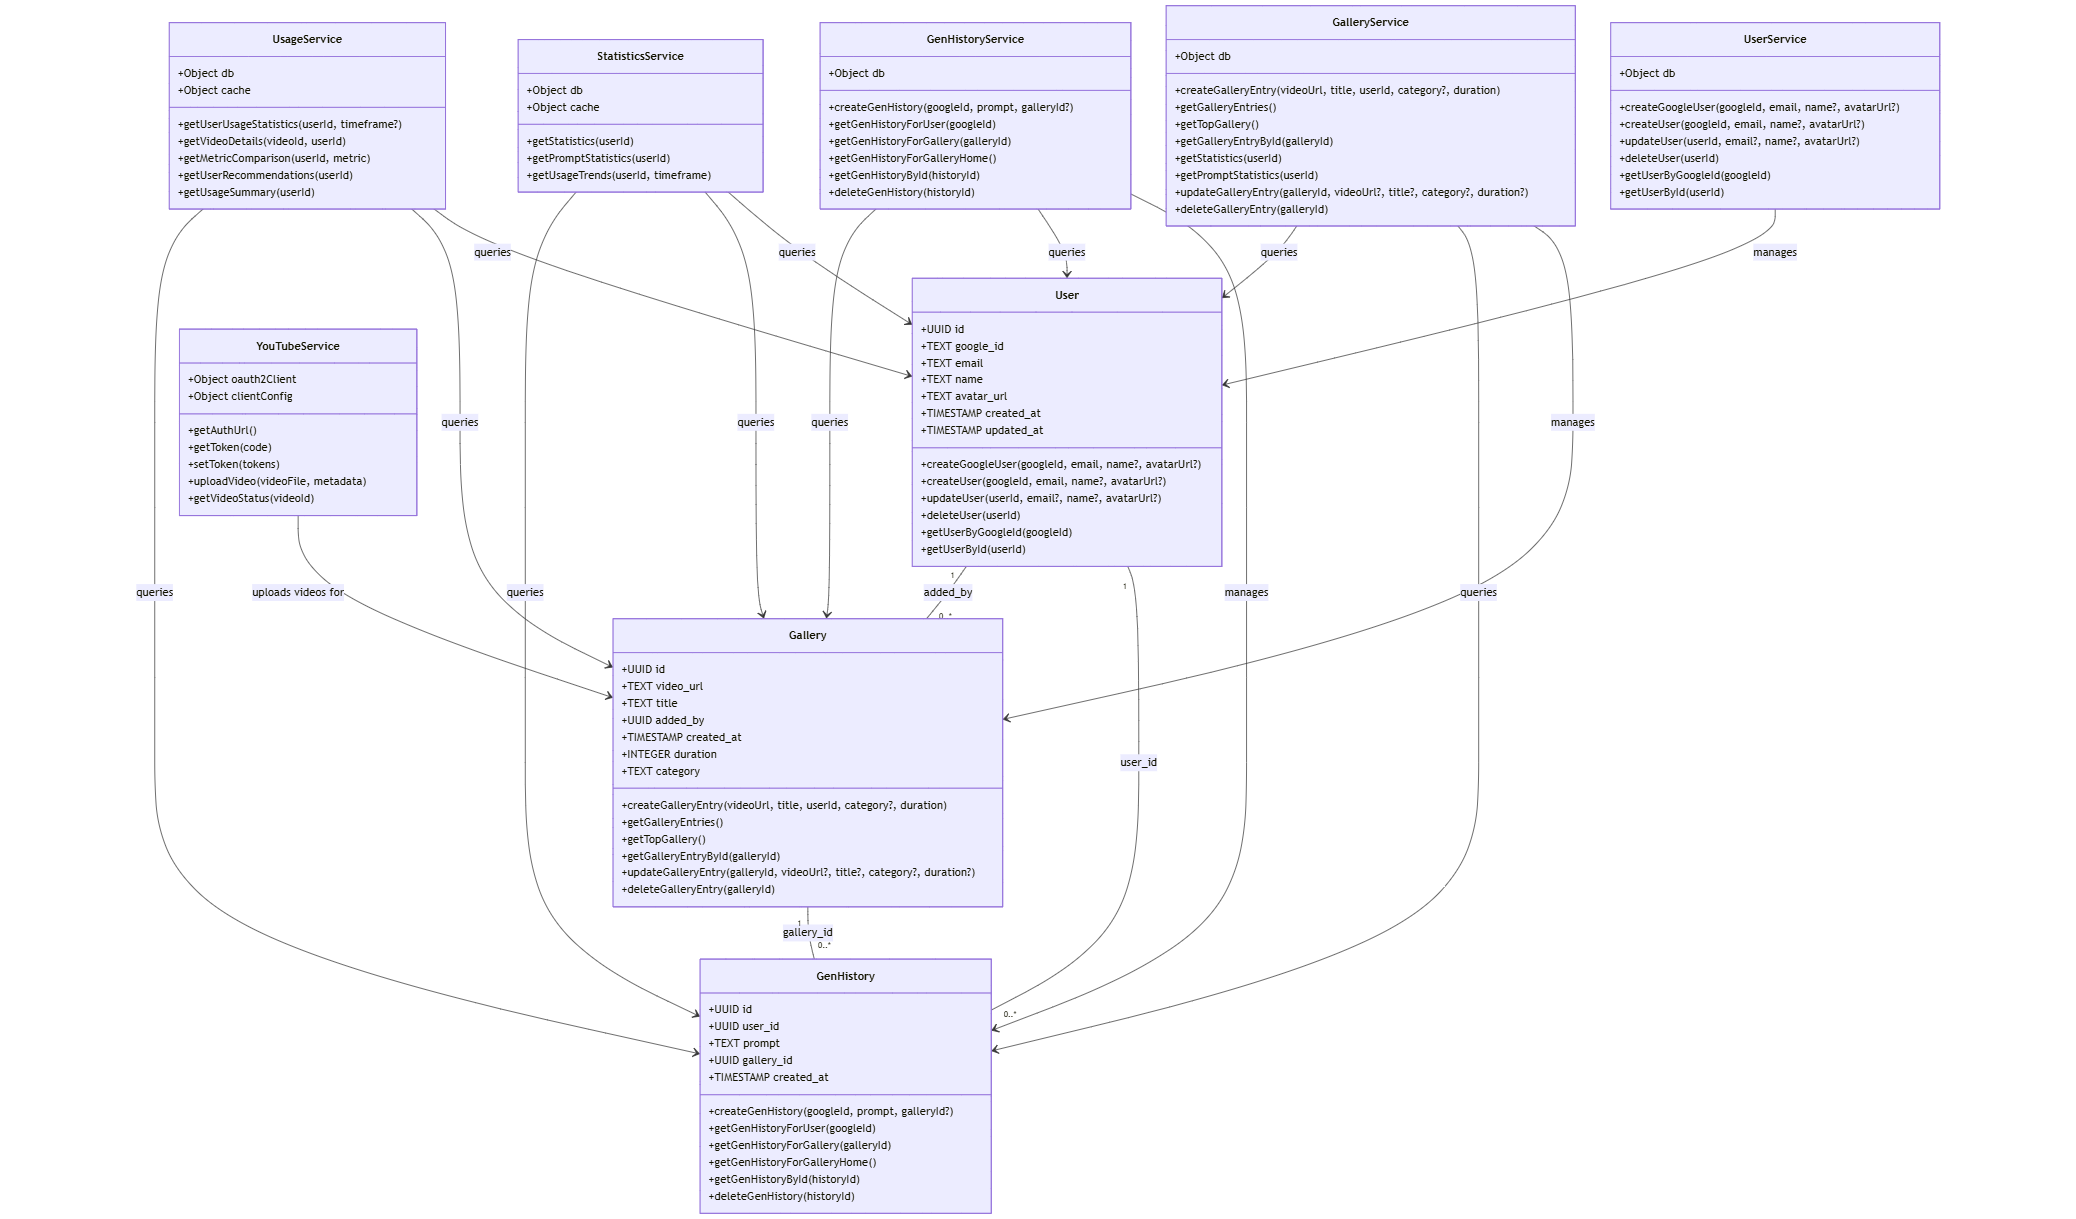 UsageService
+Object db
+Object cache
+getUserUsageStatistics(userId, timeframe?)
+getVideoDetails(videoId, userId)
+getMetricComparison(userId, metric)
+getUserRecommendations(userId)
+getUsageSummary(userId)
StatisticsService
+Object db
+Object cache
+getStatistics(userId)
+getPromptStatistics(userId)
+getUsageTrends(userId, timeframe)
GenHistoryService
+Object db
+createGenHistory(googleId, prompt, galleryId?)
+getGenHistoryForUser(googleId)
+getGenHistoryForGallery(galleryId)
+getGenHistoryForGalleryHome()
+getGenHistoryById(historyId)
+deleteGenHistory(historyId)
GalleryService
+Object db
+createGalleryEntry(videoUrl, title, userId, category?, duration)
+getGalleryEntries()
+getTopGallery()
+getGalleryEntryById(galleryId)
+getStatistics(userId)
+getPromptStatistics(userId)
+updateGalleryEntry(galleryId, videoUrl?, title?, category?, duration?)
+deleteGalleryEntry(galleryId)
UserService
+Object db
+createGoogleUser(googleId, email, name?, avatarUrl?)
+createUser(googleId, email, name?, avatarUrl?)
+updateUser(userId, email?, name?, avatarUrl?)
+deleteUser(userId)
+getUserByGoogleId(googleId)
+getUserById(userId)
queries
queries
queries
queries
manages
YouTubeService
+Object oauth2Client
+Object clientConfig
+getAuthUrl()
+getToken(code)
+setToken(tokens)
+uploadVideo(videoFile, metadata)
+getVideoStatus(videoId)
User
+UUID id
+TEXT google_id
+TEXT email
+TEXT name
+TEXT avatar_url
+TIMESTAMP created_at
+TIMESTAMP updated_at
+createGoogleUser(googleId, email, name?, avatarUrl?)
+createUser(googleId, email, name?, avatarUrl?)
+updateUser(userId, email?, name?, avatarUrl?)
+deleteUser(userId)
+getUserByGoogleId(googleId)
+getUserById(userId)
queries
queries
queries
manages
queries
uploads videos for
queries
1
added_by
0..*
1
manages
queries
Gallery
+UUID id
+TEXT video_url
+TEXT title
+UUID added_by
+TIMESTAMP created_at
+INTEGER duration
+TEXT category
+createGalleryEntry(videoUrl, title, userId, category?, duration)
+getGalleryEntries()
+getTopGallery()
+getGalleryEntryById(galleryId)
+updateGalleryEntry(galleryId, videoUrl?, title?, category?, duration?)
+deleteGalleryEntry(galleryId)
user_id
1
gallery_id
0..*
GenHistory
+UUID id
+UUID user_id
+TEXT prompt
+UUID gallery_id
+TIMESTAMP created_at
+createGenHistory(googleId, prompt, galleryId?)
+getGenHistoryForUser(googleId)
+getGenHistoryForGallery(galleryId)
+getGenHistoryForGalleryHome()
+getGenHistoryById(historyId)
+deleteGenHistory(historyId)
0..*